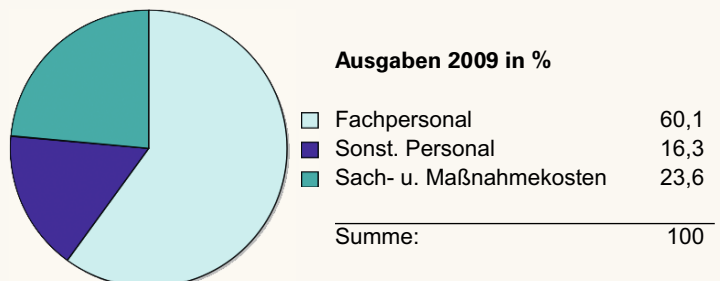 Ausgaben 2009 in %
Fachpersonal 60,1
Sonst. Personal 16,3
Sach- u. Maßnahmekosten 23,6
Summe: 100